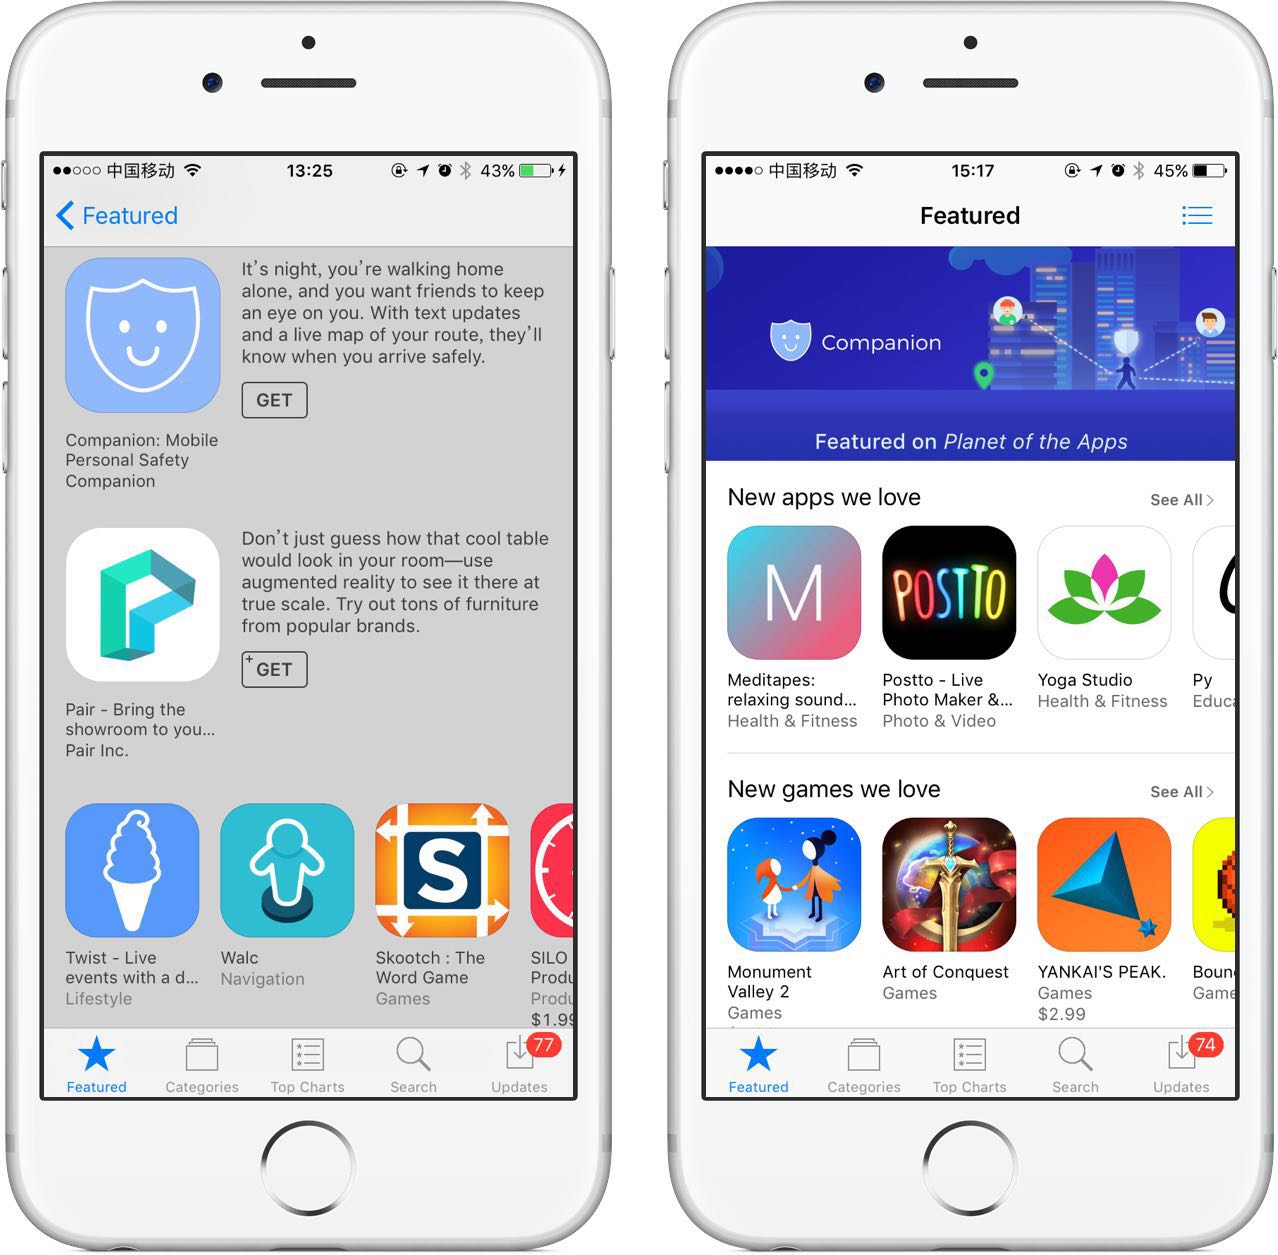 中国移动
13:25
43%
Featured
It's night, you're walking home
alone, and you want friends to keep
an eye on you. With text updates
and a live map of your route, they'll
know when you arrive safely.
GET
Companion: Mobile
Personal Safety
Companion
Don't just guess how that cool table
would look in your room—use
augmented reality to see it there at
true scale. Try out tons of furniture
from popular brands.
+GET
Pair - Bring the
showroom to you...
Pair Inc.
S
Twist - Live
events with a d...
Lifestyle
Walc
Navigation
Skootch : The
Word Game
Games
SILO
Produ
Produ
$1.99
Featured
Categories
Top Charts
Search
77
Updates
中国移动
15:17
45%
Featured
Companion
Featured on Planet of the Apps
New apps we love
See All
M
POSTTO
Meditapes:
relaxing sound...
Health & Fitness
Postto - Live
Photo Maker &...
Photo & Video
Yoga Studio
Health & Fitness
Py
Educa
New games we love
See All
Monument
Valley 2
Games
Art of Conquest
Games
YANKAI'S PEAK.
Games
$2.99
Boun
Game
Featured
Categories
Top Charts
Search
74
Updates